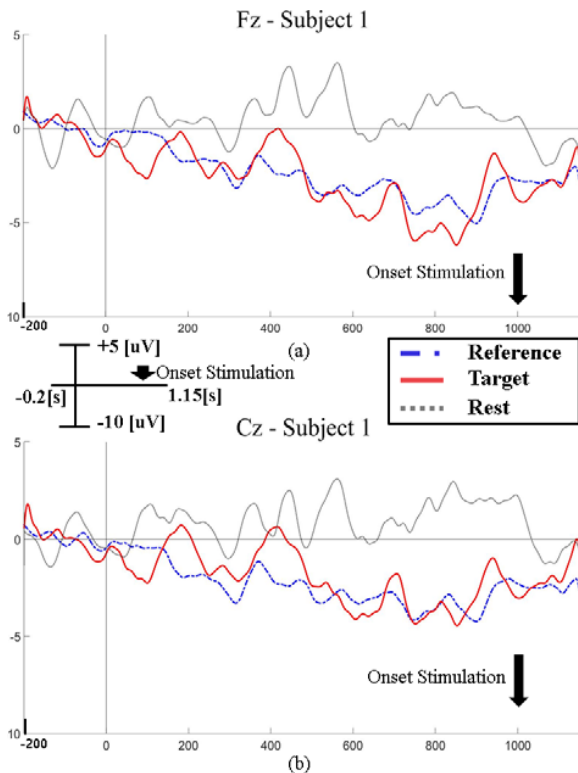 Fz - Subject 1
5
0
-5
10
-200
0
200
400
600
800
1000
Onset Stimulation
(a)
+5 [uV]
Onset Stimulation
-0.2[s]
1.15[s]
-10 [uV]
Reference
Target
Rest
Cz - Subject 1
5
0
-5
10
-200
0
200
400
600
800
1000
Onset Stimulation
(b)